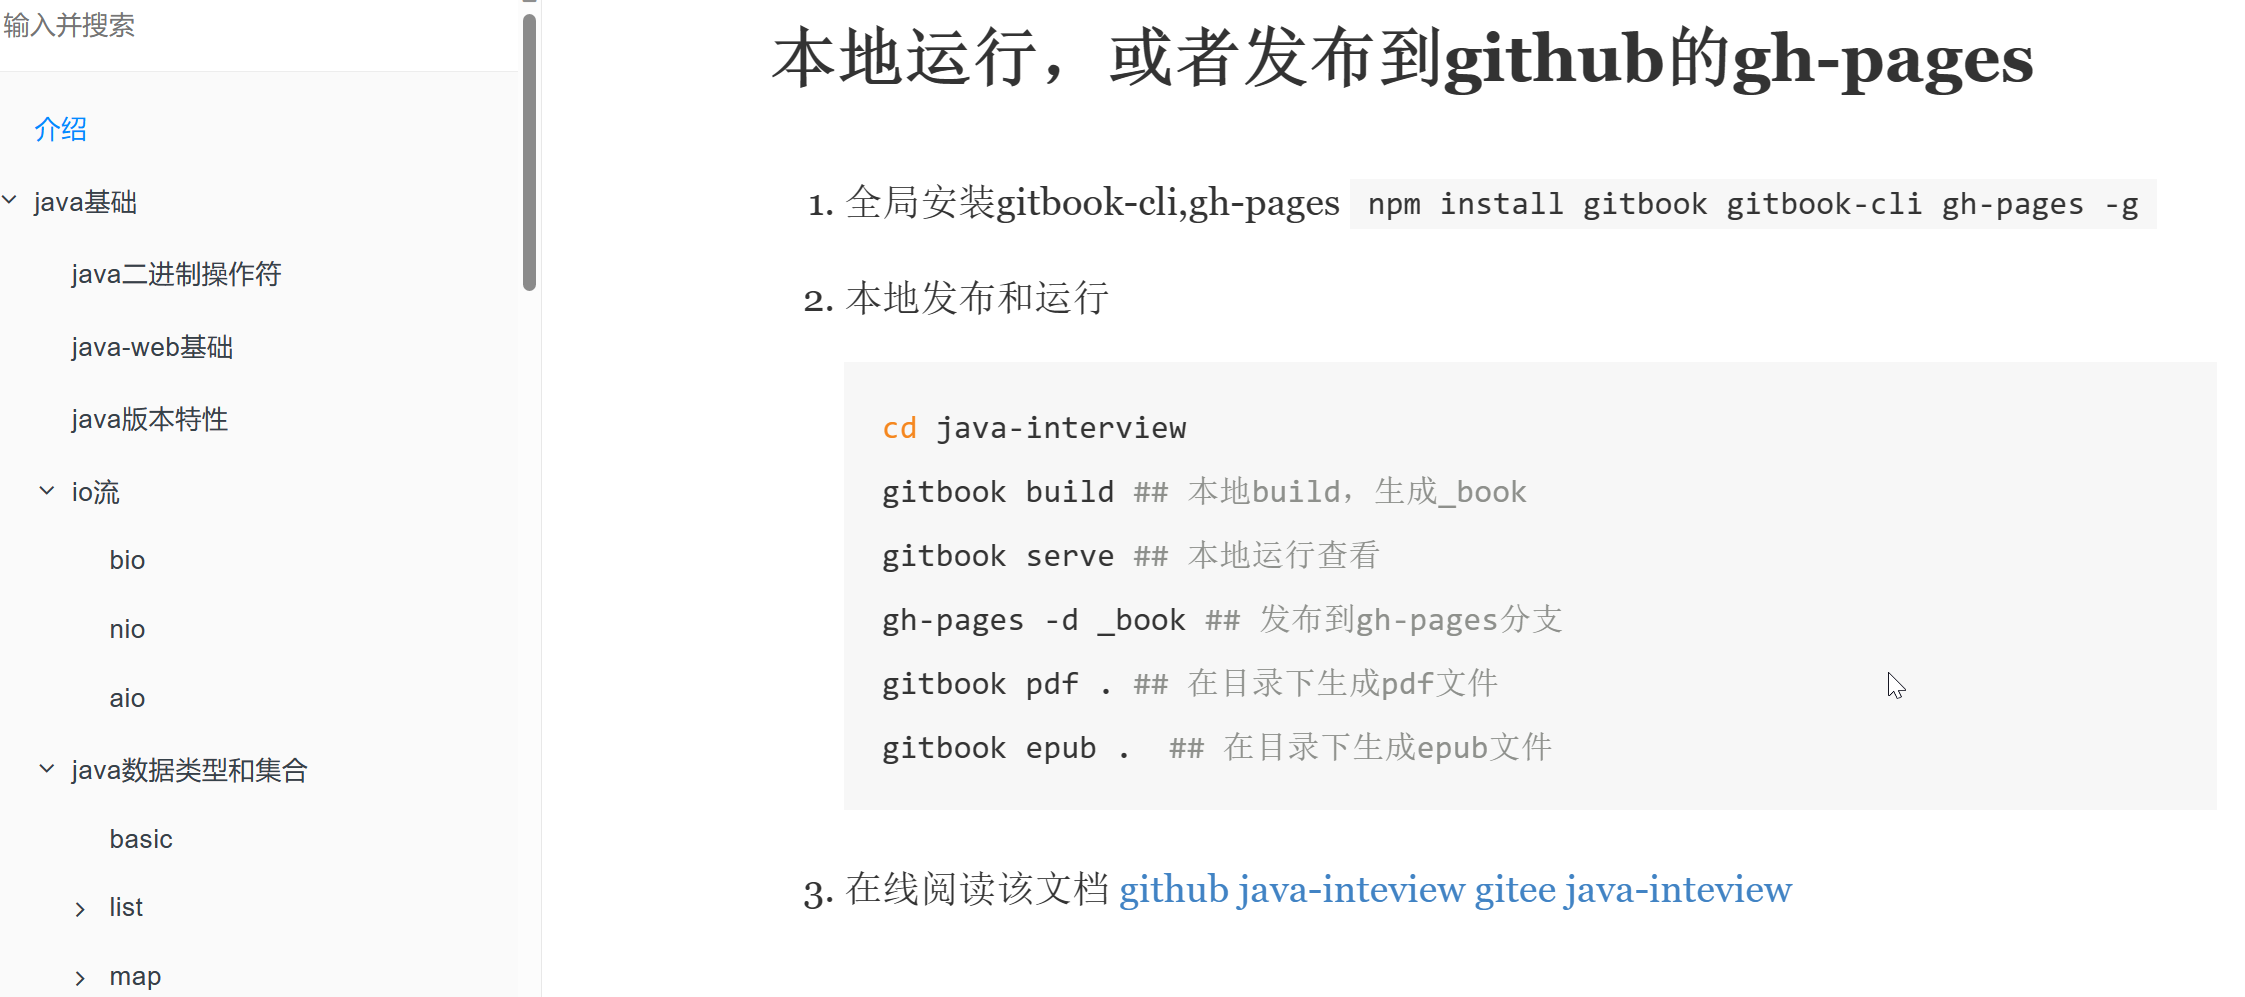 输入并搜索
介绍
java基础
java二进制操作符
java-web基础
java版本特性
io流
bio
nio
aio
java数据类型和集合
basic
list
map
本地运行，或者发布到github的gh-pages
1. 全局安装gitbook-cli,gh-pages npm install gitbook gitbook-cli gh-pages -g
2. 本地发布和运行
cd java-interview
gitbook build ## 本地build，生成_book
gitbook serve ## 本地运行查看
gh-pages -d _book ## 发布到gh-pages分支
gitbook pdf . ## 在目录下生成pdf文件
gitbook epub .  ## 在目录下生成epub文件
3. 在线阅读该文档 github java-inteview gitee java-inteview